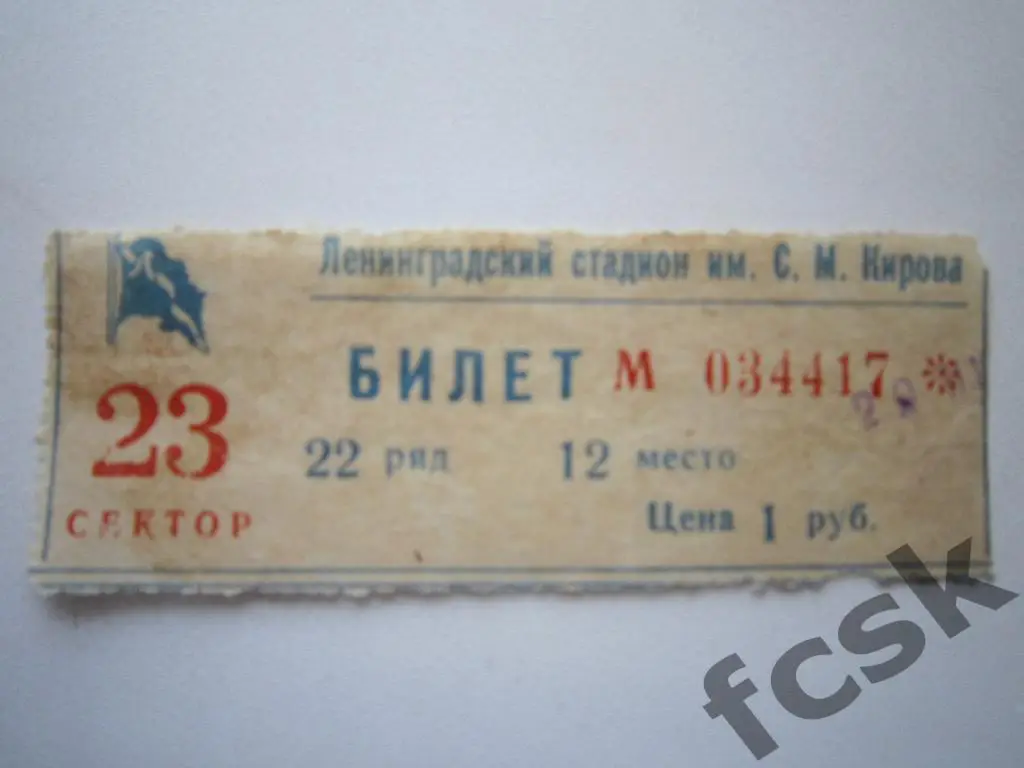 Ленинградский стадион им. С. М. Кирова
БИЛЕТ М 034417 *
23
СЕКТОР
22 ряд 12 место
Цена 1 руб.
fcsk